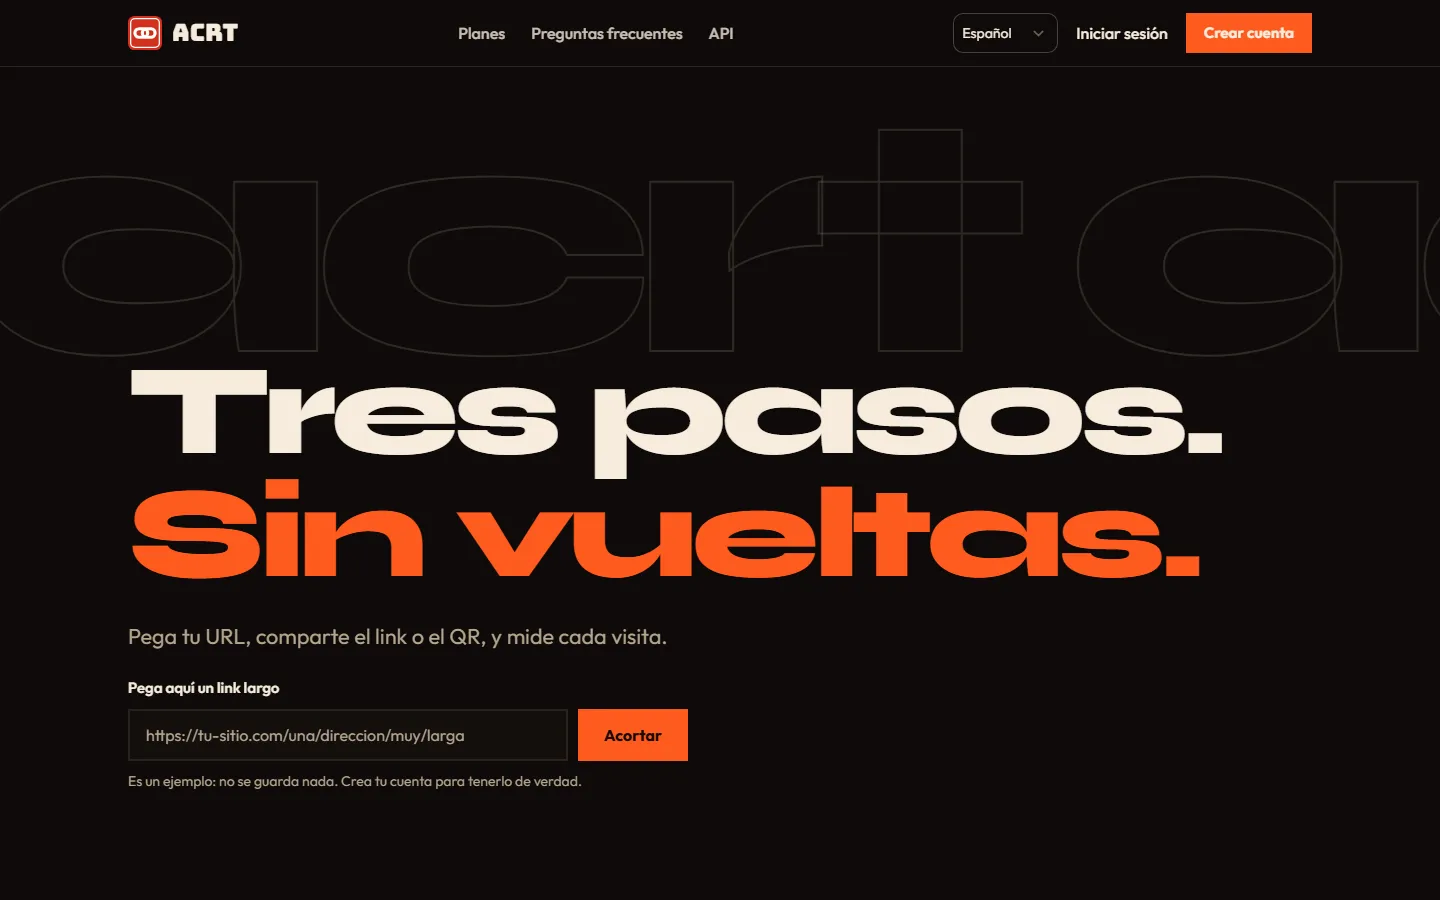 ACRT
Planes
Preguntas frecuentes
API
Español
Iniciar sesión
Crear cuenta
acrt a
Tres pasos.
Sin vueltas.
Pega tu URL, comparte el link o el QR, y mide cada visita.
Pega aquí un link largo
https://tu-sitio.com/una/direccion/muy/larga
Acortar
Es un ejemplo: no se guarda nada. Crea tu cuenta para tenerlo de verdad.